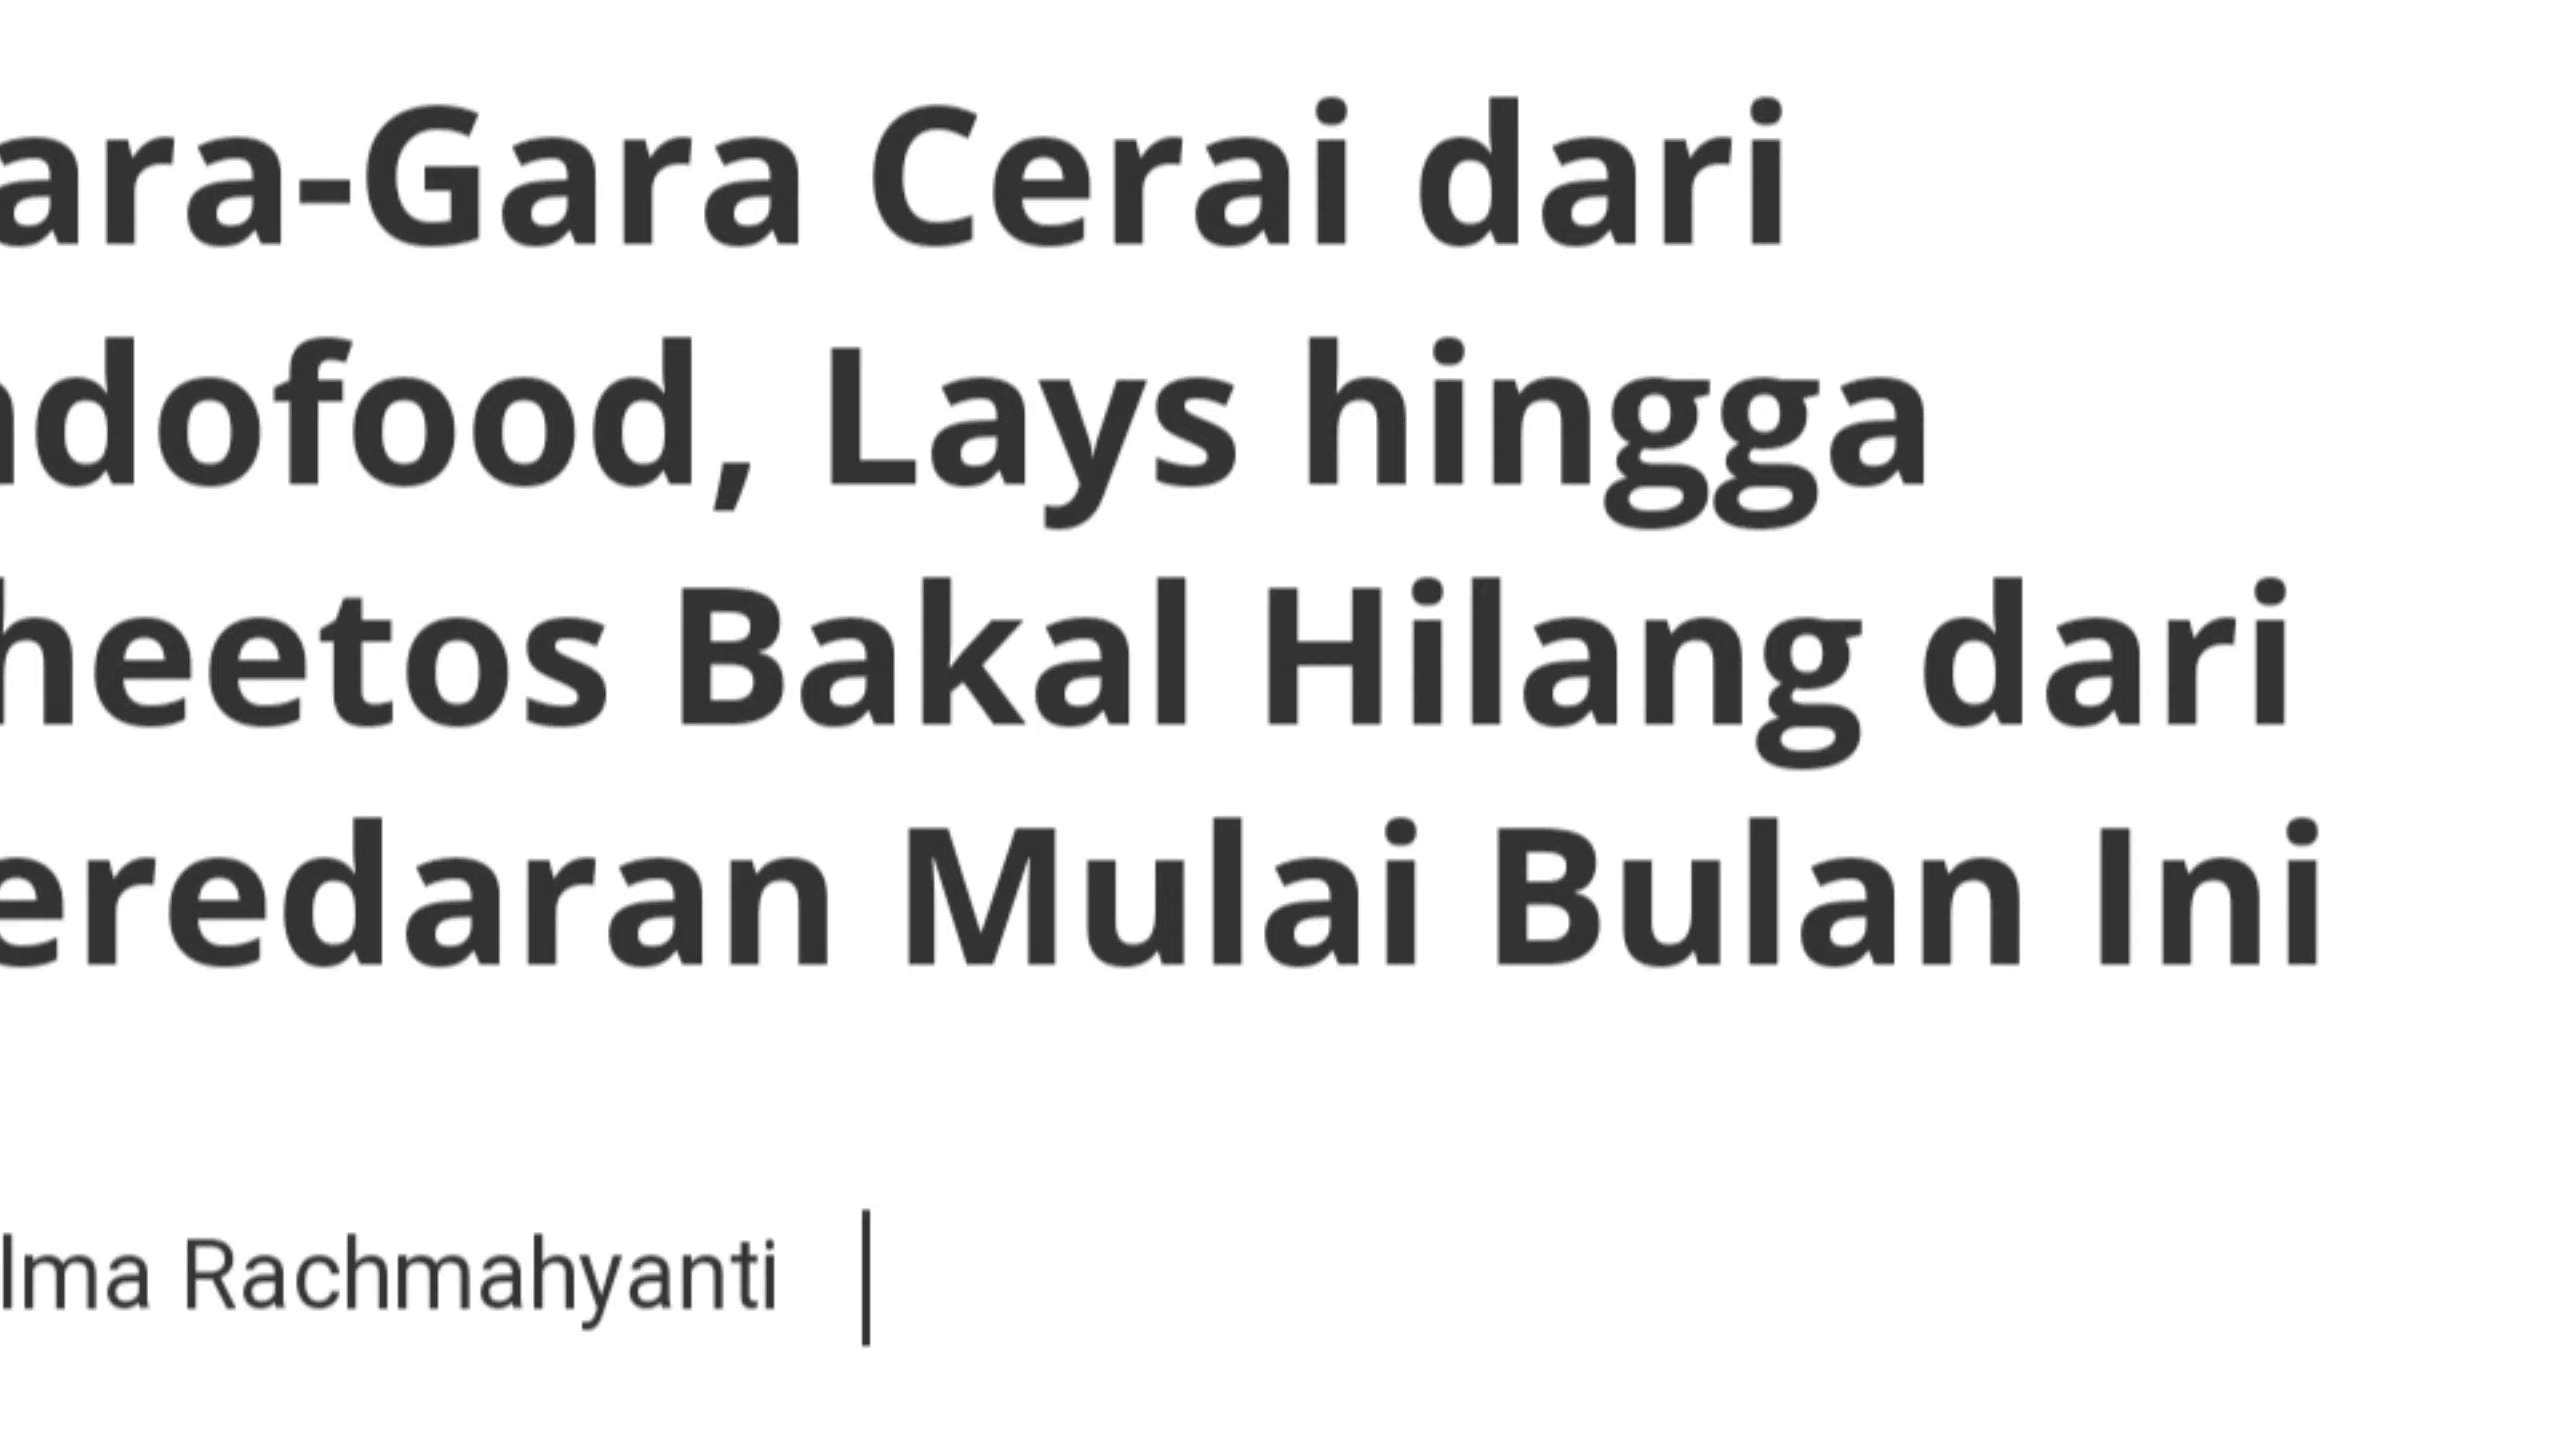 ara-Gara Cerai dari
ndofood, Lays hingga
heetos Bakal Hilang dari
eredaran Mulai Bulan Ini
lma Rachmahyanti